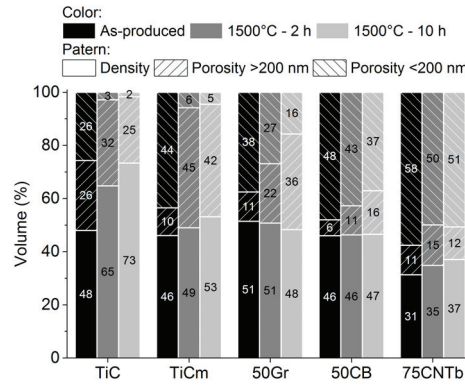 Color:
As-produced 1500°C - 2 h 1500°C - 10 h
Patern:
Density Porosity >200 nm Porosity <200 nm
Volume (%)
100
80
60
40
20
0
26 3 2
26 32 25
48 65 73
44 6 5
10 45 42
46 49 53
38 27 16
11 22 36
51 51 48
48 43 37
6 11 16
46 46 47
58 50 51
11 15 12
31 35 37
TiC TiCm 50Gr 50CB 75CNTb